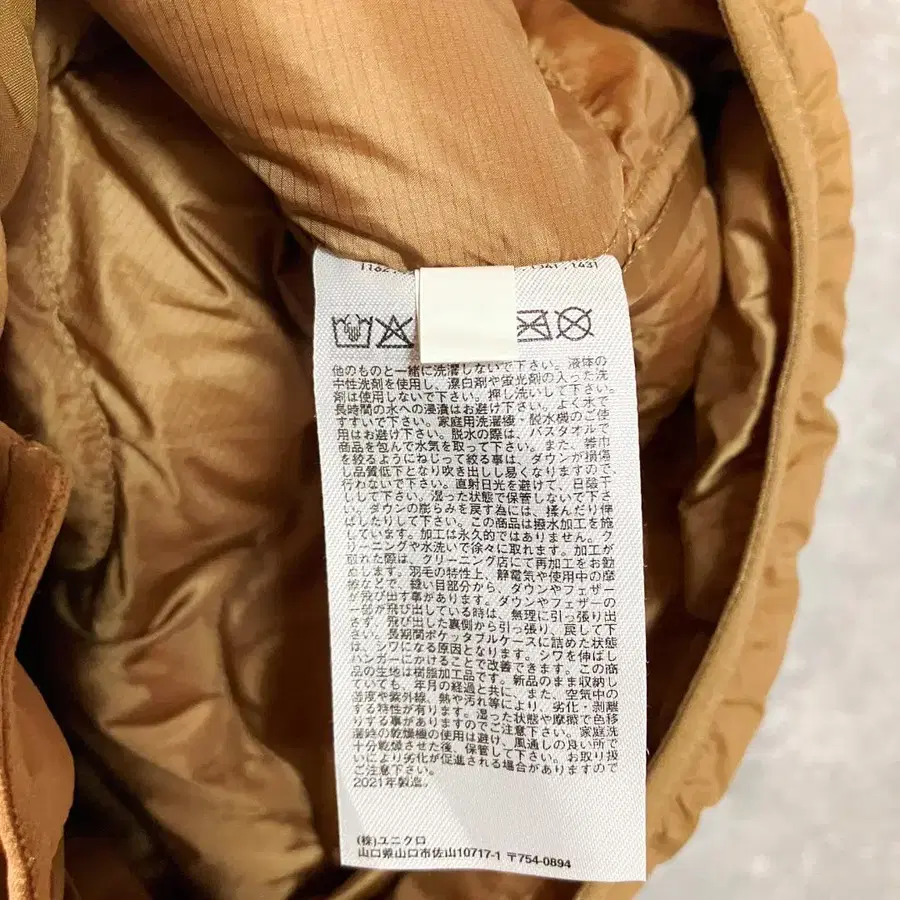 1341,1431
他のものと一緒に洗濯しないで下さい。液体の
中性洗剤を使用し、漂白剤や蛍光剤の入った洗
剤は使用しないで下さい。押し洗いして下さい。
長時間の水への浸漬はお避け下さい。よく水で
すすいで下さい。家庭用洗濯機・脱水機のご使
用はお避け下さい。脱水の際は、バスタオルで
商品を包んで水気を取って下さい。また、雑巾
を絞るようにねじって絞る事は、ダウンが損傷
し品質低下となり吹き出しし易くなりますので、
行わないで下さい。直射日光を避けて、日陰干
しして下さい。湿った状態で保管しないで下さ
い。ダウンの膨らみを戻す為には、揉んだり伸
ばしたりして下さい。この商品は撥水加工を施
しています。加工は永久的ではありません。ク
リーニングや水洗いで徐々に取れます。加工が
取れた際は、クリーニング店にて再加工をお勧
めします。羽毛の特性上、静電気や使用中の摩
擦などで、縫い目部分から、ダウンやフェザー
が飛び出す事があります。ダウンやフェザーの
一部が飛び出している時は、無理に引っ張り出
さず、飛び出した裏側から引っ張り、戻して下
さい。長期間ポケッタブルケースに詰めた状態
は、シワになる原因となります。シワを伸ばし
ハンガーにかけることで改善できます。この商
品の生地は樹脂加工品です。新品のまま収納し
ていても、年月の経過と共に、また、空気中の
湿度や紫外線、熱や汚れ等により、劣化・剥離
する特性が有ります。湿った状態や摩擦で色移
りする事がありますのでご注意下さい。家庭洗
濯時の乾燥機の使用は避け、風通しの良い所で
十分乾燥させた後、保管して下さい。お取り扱
いにより劣化が促進される場合がありますので
ご注意下さい。
2021年製造。
(株)ユニクロ
山口県山口市佐山10717-1 〒754-0894